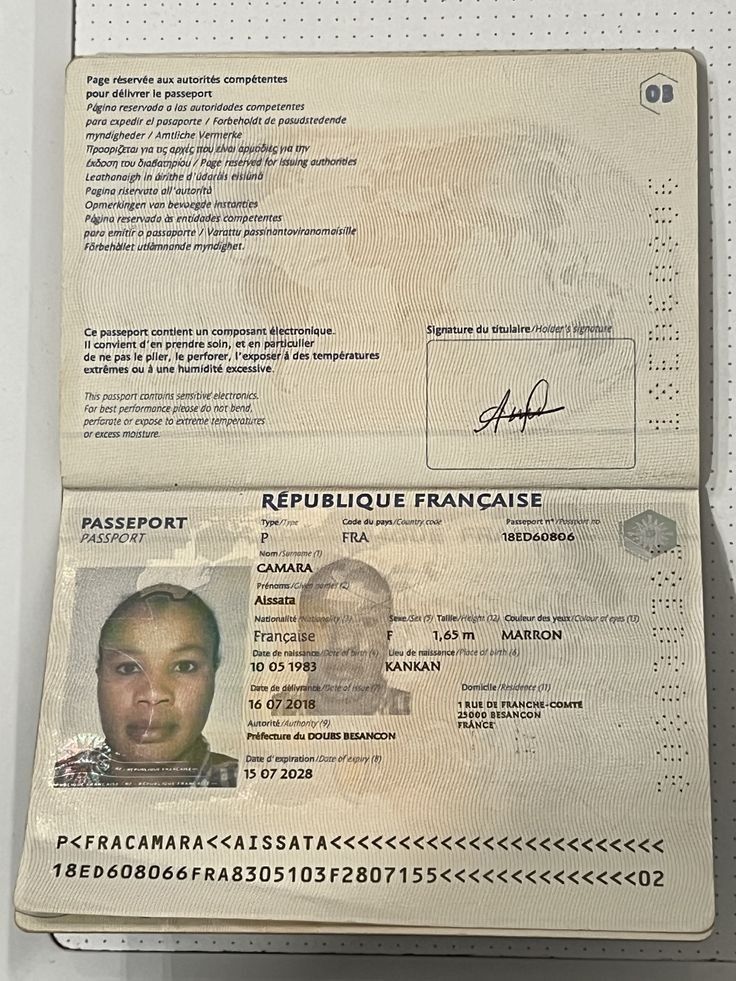 Page réservée aux autorités compétentes
pour délivrer le passeport
Página reservada a las autoridades competentes
para expedir el pasaporte / Forbeholdt de pasudstedende
myndigheder / Amtliche Vermerke
Προορίζεται για τις αρχές που είναι αρμόδιες για την
έκδοση του διαβατηρίου / Page reserved for issuing authorities
Leathanaigh in áirithe d'údaráis eisiúna
Pagina riservata all'autorità
Opmerkingen van bevoegde instanties
Página reservada às entidades competentes
para emitir o passaporte / Varattu passinantoviranomaisille
Förbehållet utlämnande myndighet.
03
Ce passeport contient un composant électronique.
Il convient d'en prendre soin, et en particulier
de ne pas le plier, le perforer, l'exposer à des températures
extrêmes ou à une humidité excessive.
This passport contains sensitive electronics.
For best performance please do not bend,
perforate or expose to extreme temperatures
or excess moisture.
Signature du titulaire/Holder's signature
18ED60806
RÉPUBLIQUE FRANÇAISE
PASSEPORT
PASSPORT
Type/Type Code du pays/Country code Passeport n°/Passport no
P FRA 18ED60806
Nom/Surname (1)
CAMARA
Prénoms/Given names (2)
Aissata
Nationalité/Nationality (3) Sexe/Sex (5) Taille/Height (12) Couleur des yeux/Colour of eyes (13)
Française F 1,65 m MARRON
Date de naissance/Date of birth (4) Lieu de naissance/Place of birth (6)
10 05 1983 KANKAN
Date de délivrance/Date of issue (7) Domicile/Residence (11)
16 07 2018 1 RUE DE FRANCHE-COMTÉ
25000 BESANCON
FRANCE
Autorité/Authority (9)
Préfecture du DOUBS BESANCON
Date d'expiration/Date of expiry (8)
15 07 2028
P<FRACAMARA<<AISSATA<<<<<<<<<<<<<<<<<<<<<<<<
18ED608066FRA8305103F2807155<<<<<<<<<<<<<<02